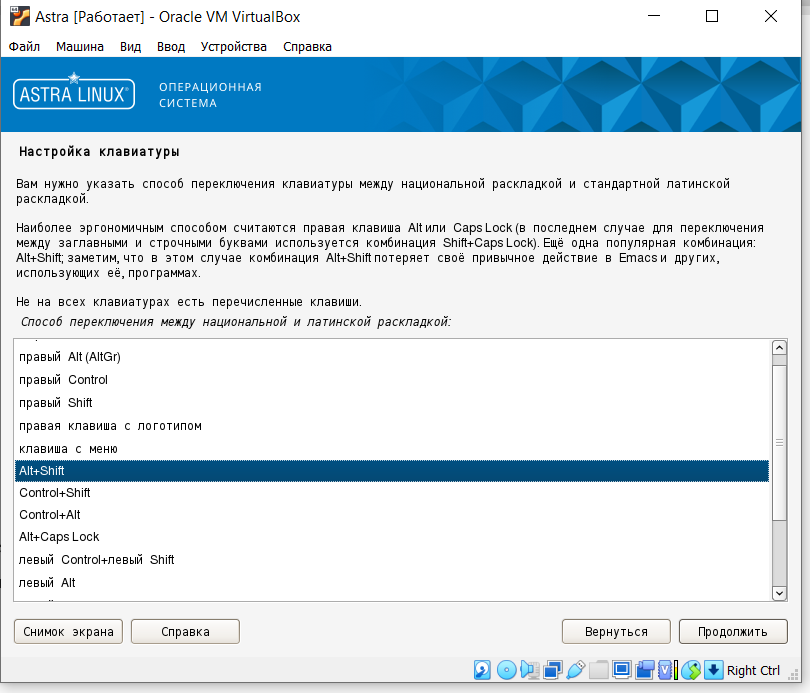 Astra [Работает] - Oracle VM VirtualBox
Файл Машина Вид Ввод Устройства Справка
ASTRA LINUX®
ОПЕРАЦИОННАЯ
СИСТЕМА
Настройка клавиатуры
Вам нужно указать способ переключения клавиатуры между национальной раскладкой и стандартной латинской
раскладкой.
Наиболее эргономичным способом считаются правая клавиша Alt или Caps Lock (в последнем случае для переключения
между заглавными и строчными буквами используется комбинация Shift+Caps Lock). Ещё одна популярная комбинация:
Alt+Shift; заметим, что в этом случае комбинация Alt+Shift потеряет своё привычное действие в Emacs и других,
использующих её, программах.
Не на всех клавиатурах есть перечисленные клавиши.
Способ переключения между национальной и латинской раскладкой:
правый Alt (AltGr)
правый Control
правый Shift
правая клавиша с логотипом
клавиша с меню
Alt+Shift
Control+Shift
Control+Alt
Alt+Caps Lock
левый Control+левый Shift
левый Alt
Снимок экрана Справка Вернуться Продолжить
Right Ctrl